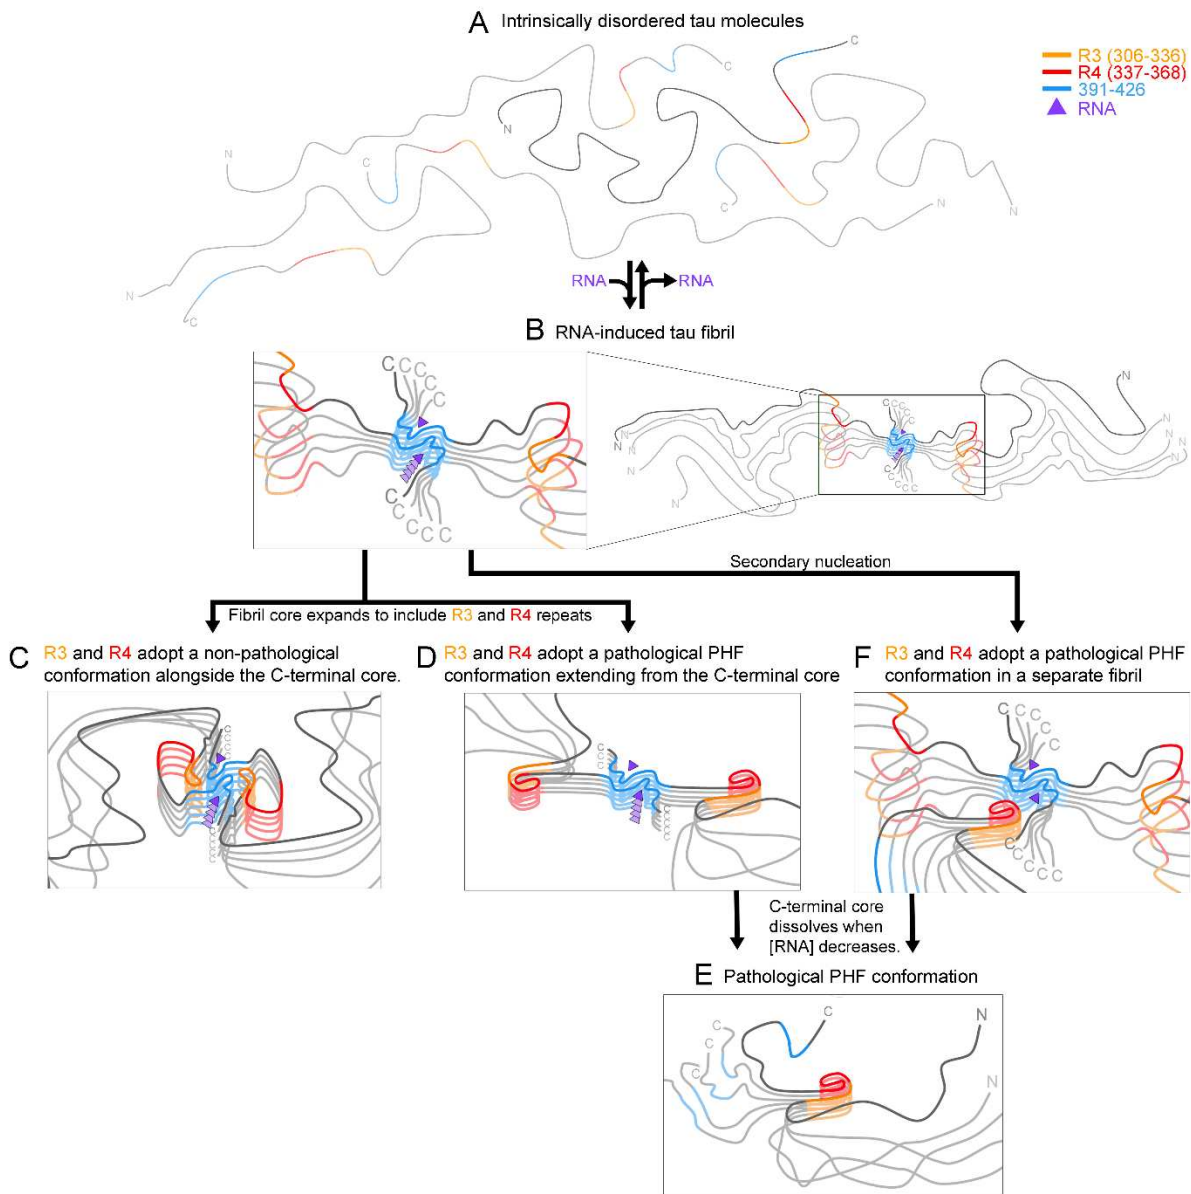 A Intrinsically disordered tau molecules
R3 (306-336)
R4 (337-368)
391-426
RNA
C
C
N
N
C
C
N
N
N
C
RNA
RNA
B RNA-induced tau fibril
C C C C C
C C C C C
N
N
N
N
N
N
N
N
N
C C C C C
C C C C C
Secondary nucleation
Fibril core expands to include R3 and R4 repeats
C R3 and R4 adopt a non-pathological
conformation alongside the C-terminal core.
D R3 and R4 adopt a pathological PHF
conformation extending from the C-terminal core
F R3 and R4 adopt a pathological PHF
conformation in a separate fibril
C C C C C
C C C C C
C-terminal core
dissolves when
[RNA] decreases.
E Pathological PHF conformation
C
C
C
C
N
N